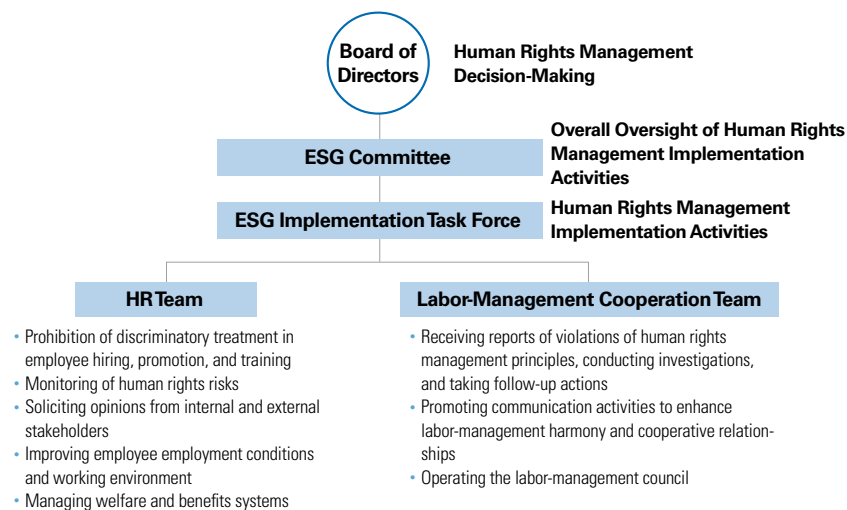 Board of
Directors
Human Rights Management
Decision-Making
ESG Committee
Overall Oversight of Human Rights
Management Implementation
Activities
ESG Implementation Task Force
Human Rights Management
Implementation Activities
HR Team
• Prohibition of discriminatory treatment in
employee hiring, promotion, and training
• Monitoring of human rights risks
• Soliciting opinions from internal and external
stakeholders
• Improving employee employment conditions
and working environment
• Managing welfare and benefits systems
Labor-Management Cooperation Team
• Receiving reports of violations of human rights
management principles, conducting investigations,
and taking follow-up actions
• Promoting communication activities to enhance
labor-management harmony and cooperative relation-
ships
• Operating the labor-management council